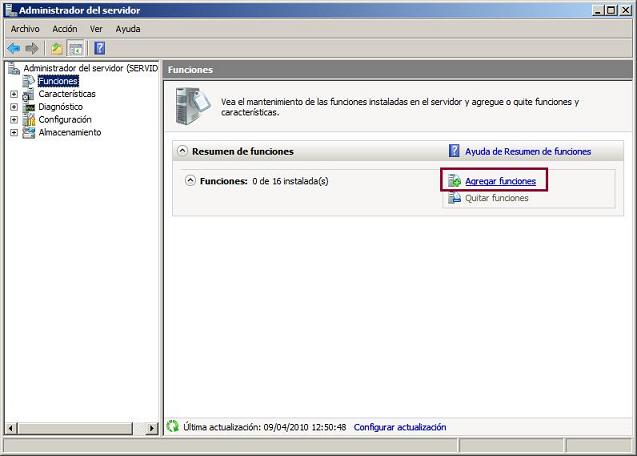 Administrador del servidor
Archivo Acción Ver Ayuda
Administrador del servidor (SERVID
Funciones
Características
Diagnóstico
Configuración
Almacenamiento
Funciones
Vea el mantenimiento de las funciones instaladas en el servidor y agregue o quite funciones y
características.
Resumen de funciones
Ayuda de Resumen de funciones
Funciones: 0 de 16 instalada(s)
Agregar funciones
Quitar funciones
Última actualización: 09/04/2010 12:50:48 Configurar actualización